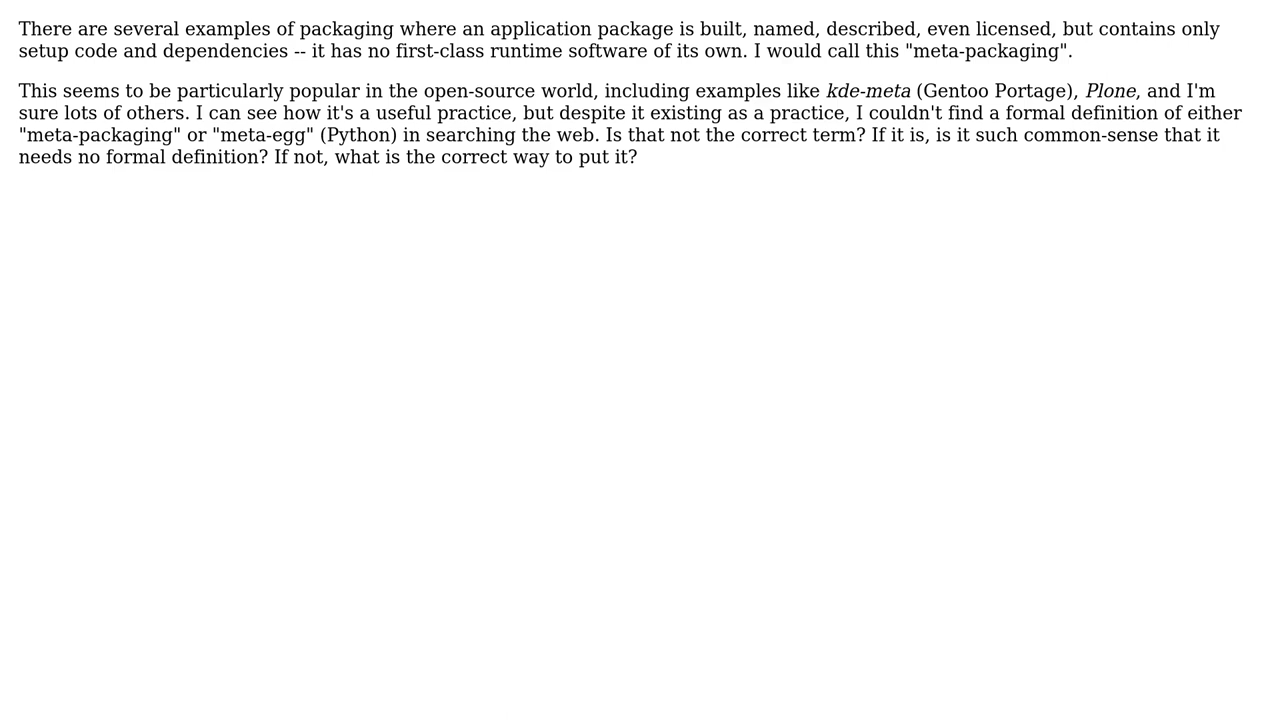 There are several examples of packaging where an application package is built, named, described, even licensed, but contains only
setup code and dependencies -- it has no first-class runtime software of its own. I would call this "meta-packaging".
This seems to be particularly popular in the open-source world, including examples like kde-meta (Gentoo Portage), Plone, and I'm
sure lots of others. I can see how it's a useful practice, but despite it existing as a practice, I couldn't find a formal definition of either
"meta-packaging" or "meta-egg" (Python) in searching the web. Is that not the correct term? If it is, is it such common-sense that it
needs no formal definition? If not, what is the correct way to put it?